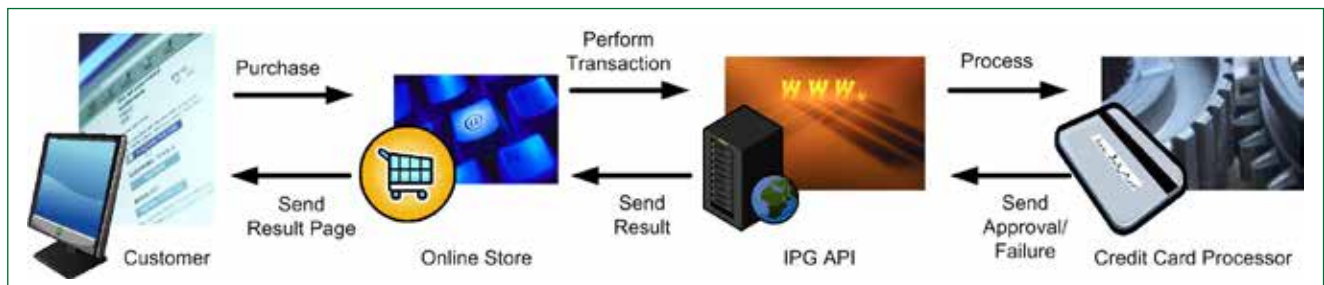 Purchase
Perform
Transaction
Process
www.
@
Send
Result Page
Send
Result
Send
Approval/
Failure
Customer
Online Store
IPG API
Credit Card Processor